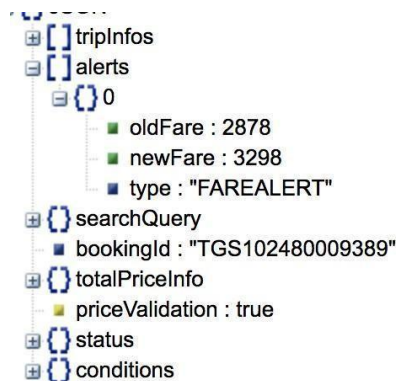 tripInfos
alerts
0
oldFare : 2878
newFare : 3298
type : "FAREALERT"
searchQuery
bookingId : "TGS102480009389"
totalPriceInfo
priceValidation : true
status
conditions